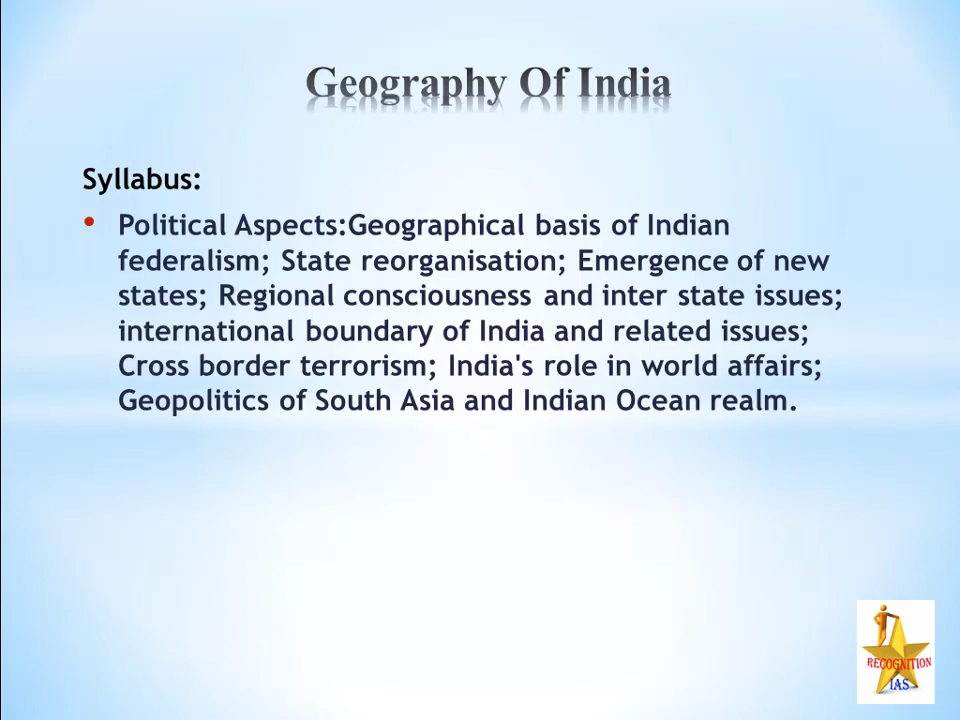 Geography Of India
Syllabus:
• Political Aspects:Geographical basis of Indian
federalism; State reorganisation; Emergence of new
states; Regional consciousness and inter state issues;
international boundary of India and related issues;
Cross border terrorism; India's role in world affairs;
Geopolitics of South Asia and Indian Ocean realm.
RECOGNITION
IAS